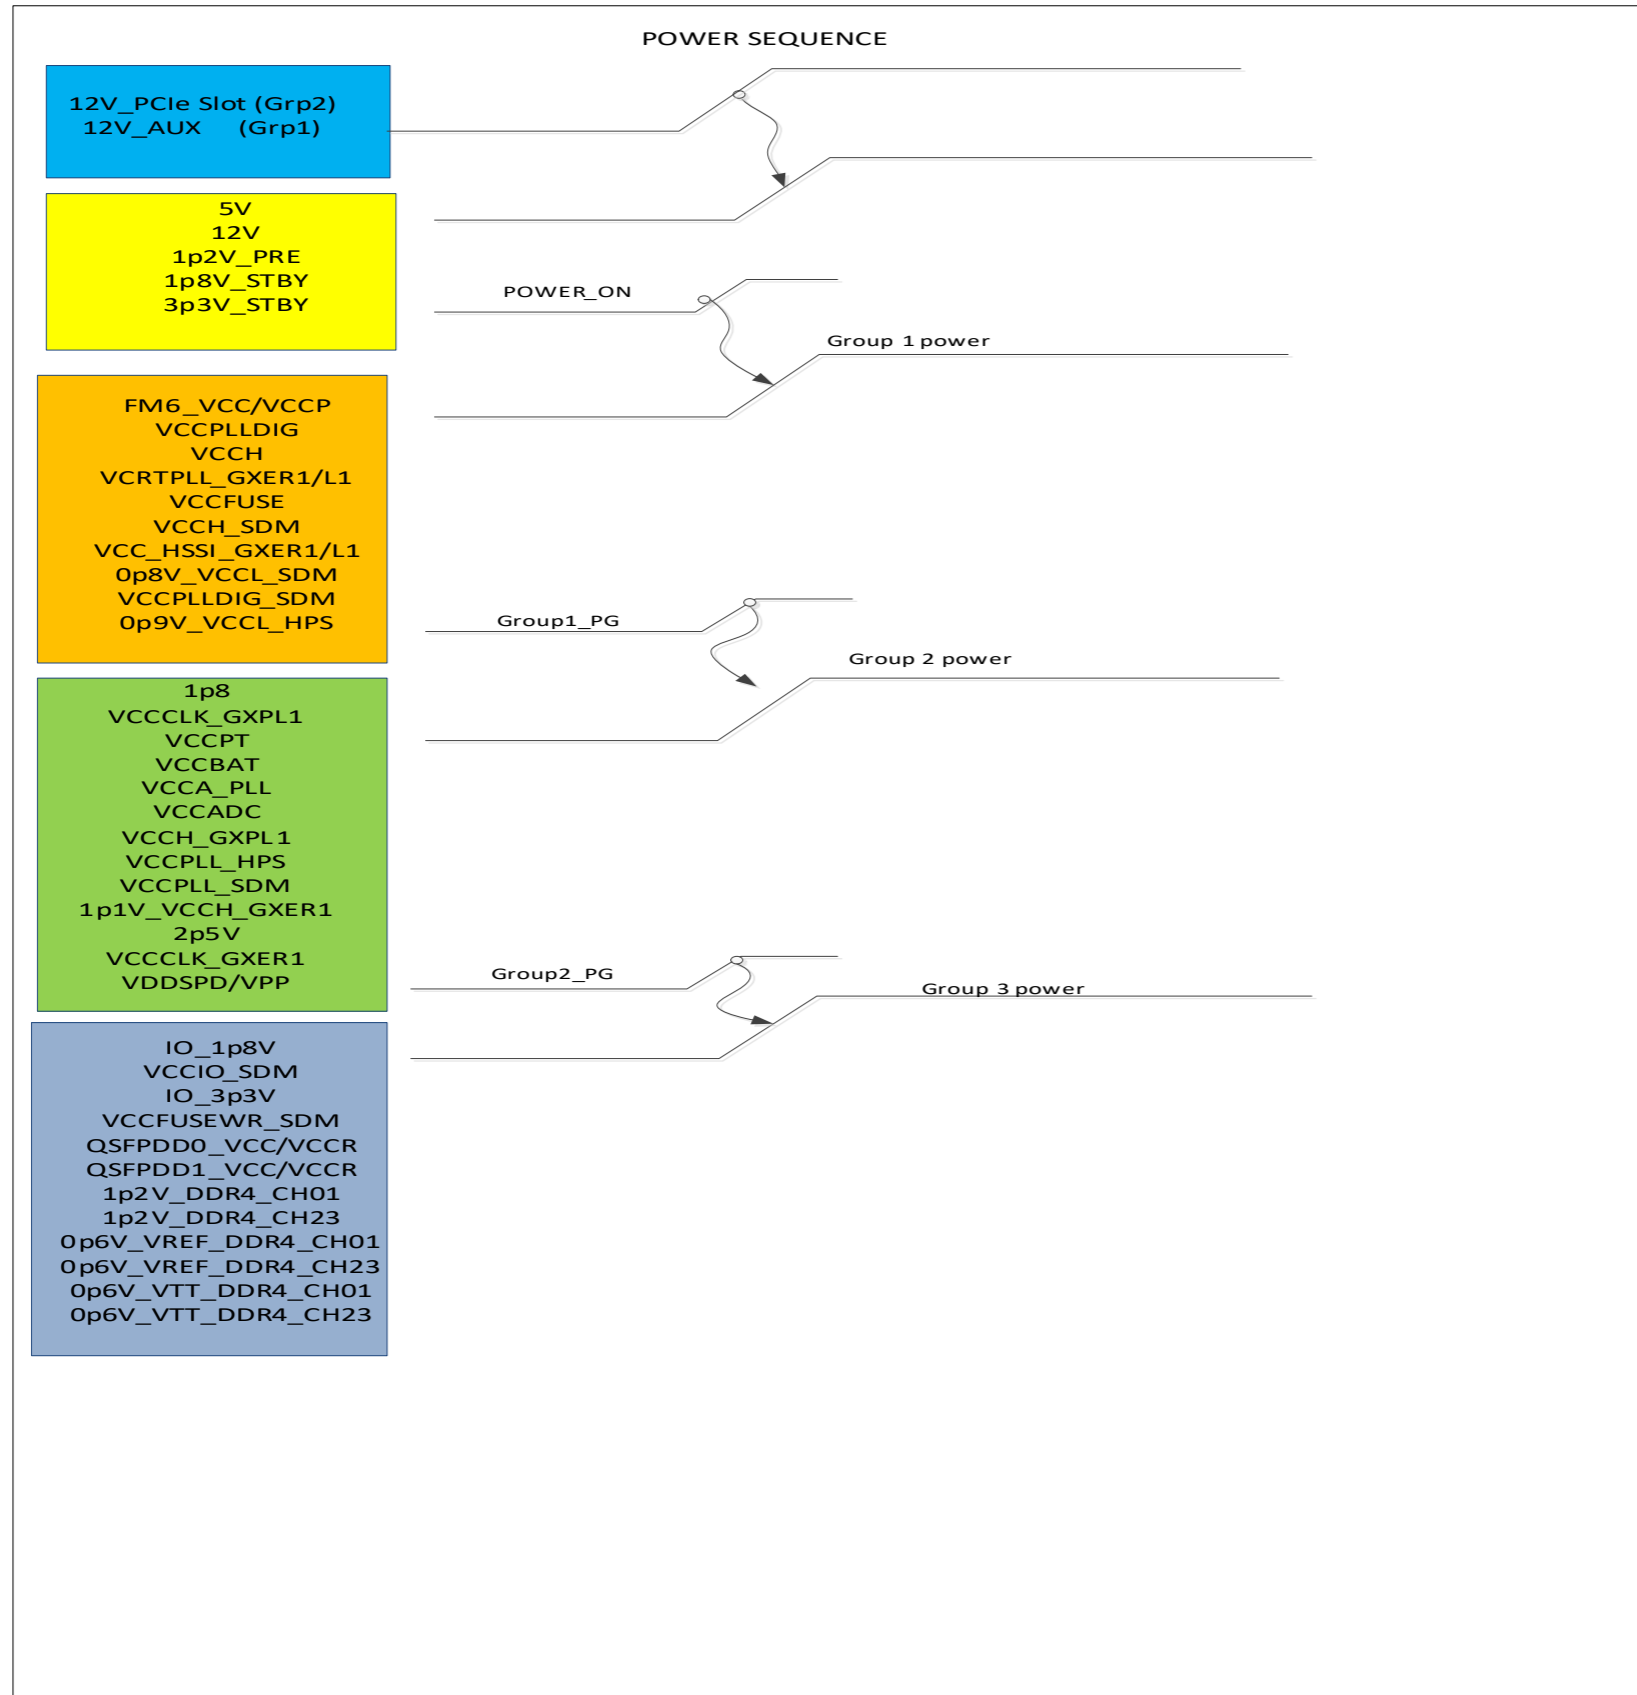 POWER SEQUENCE
12V_PCIe Slot (Grp2)
12V_AUX (Grp1)
5V
12V
1p2V_PRE
1p8V_STBY
3p3V_STBY
POWER_ON
Group 1 power
FM6_VCC/VCCP
VCCPLLDIG
VCCH
VCRTPLL_GXER1/L1
VCCFUSE
VCCH_SDM
VCC_HSSI_GXER1/L1
0p8V_VCCL_SDM
VCCPLLDIG_SDM
0p9V_VCCL_HPS
Group1_PG
Group 2 power
1p8
VCCCLK_GXPL1
VCCPT
VCCBAT
VCCA_PLL
VCCADC
VCCH_GXPL1
VCCPLL_HPS
VCCPLL_SDM
1p1V_VCCH_GXER1
2p5V
VCCCLK_GXER1
VDDSPD/VPP
Group2_PG
Group 3 power
IO_1p8V
VCCIO_SDM
IO_3p3V
VCCFUSEWR_SDM
QSFPDD0_VCC/VCCR
QSFPDD1_VCC/VCCR
1p2V_DDR4_CH01
1p2V_DDR4_CH23
0p6V_VREF_DDR4_CH01
0p6V_VREF_DDR4_CH23
0p6V_VTT_DDR4_CH01
0p6V_VTT_DDR4_CH23